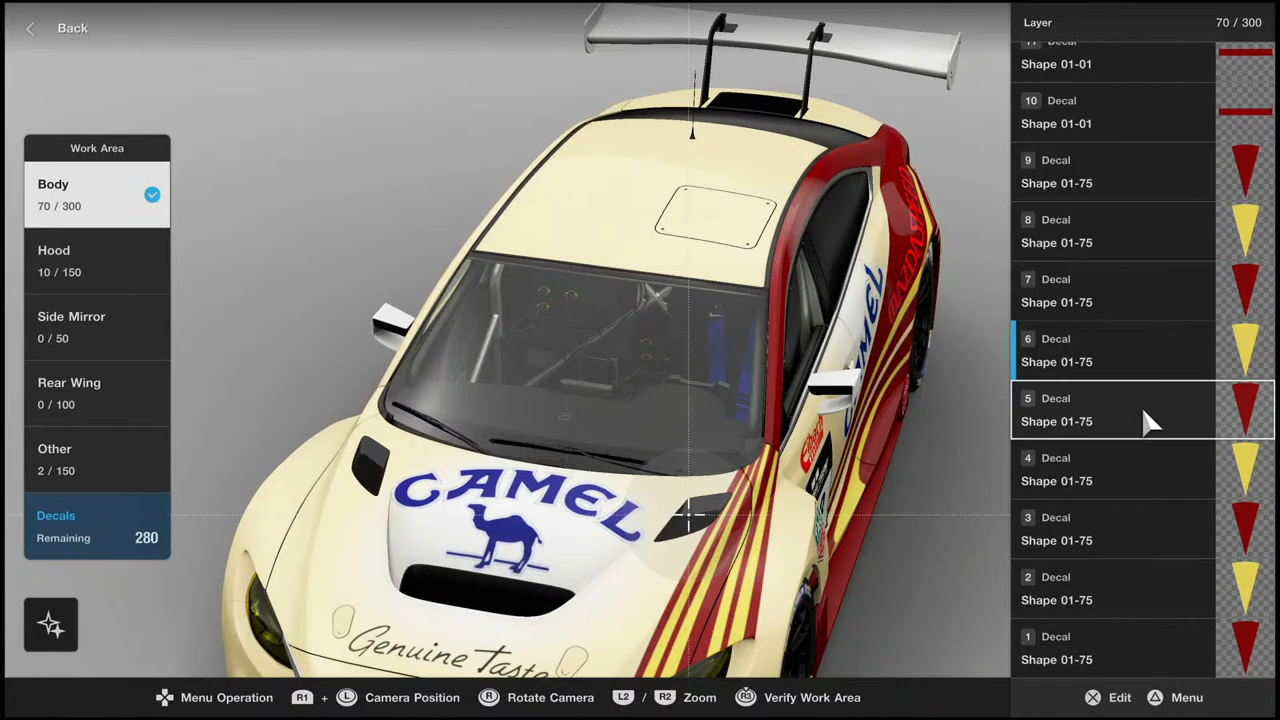 Back
Layer 70 / 300
Work Area
Body
70 / 300
Hood
10 / 150
Side Mirror
0 / 50
Rear Wing
0 / 100
Other
2 / 150
Decals
Remaining 280
11 Decal
Shape 01-01
10 Decal
Shape 01-01
9 Decal
Shape 01-75
8 Decal
Shape 01-75
7 Decal
Shape 01-75
6 Decal
Shape 01-75
5 Decal
Shape 01-75
4 Decal
Shape 01-75
3 Decal
Shape 01-75
2 Decal
Shape 01-75
1 Decal
Shape 01-75
MAZDASPEED
CAMEL
Eibach
CAMEL
Genuine Taste
Menu Operation R1 + L Camera Position R Rotate Camera L2 / R2 Zoom R3 Verify Work Area
Edit Menu